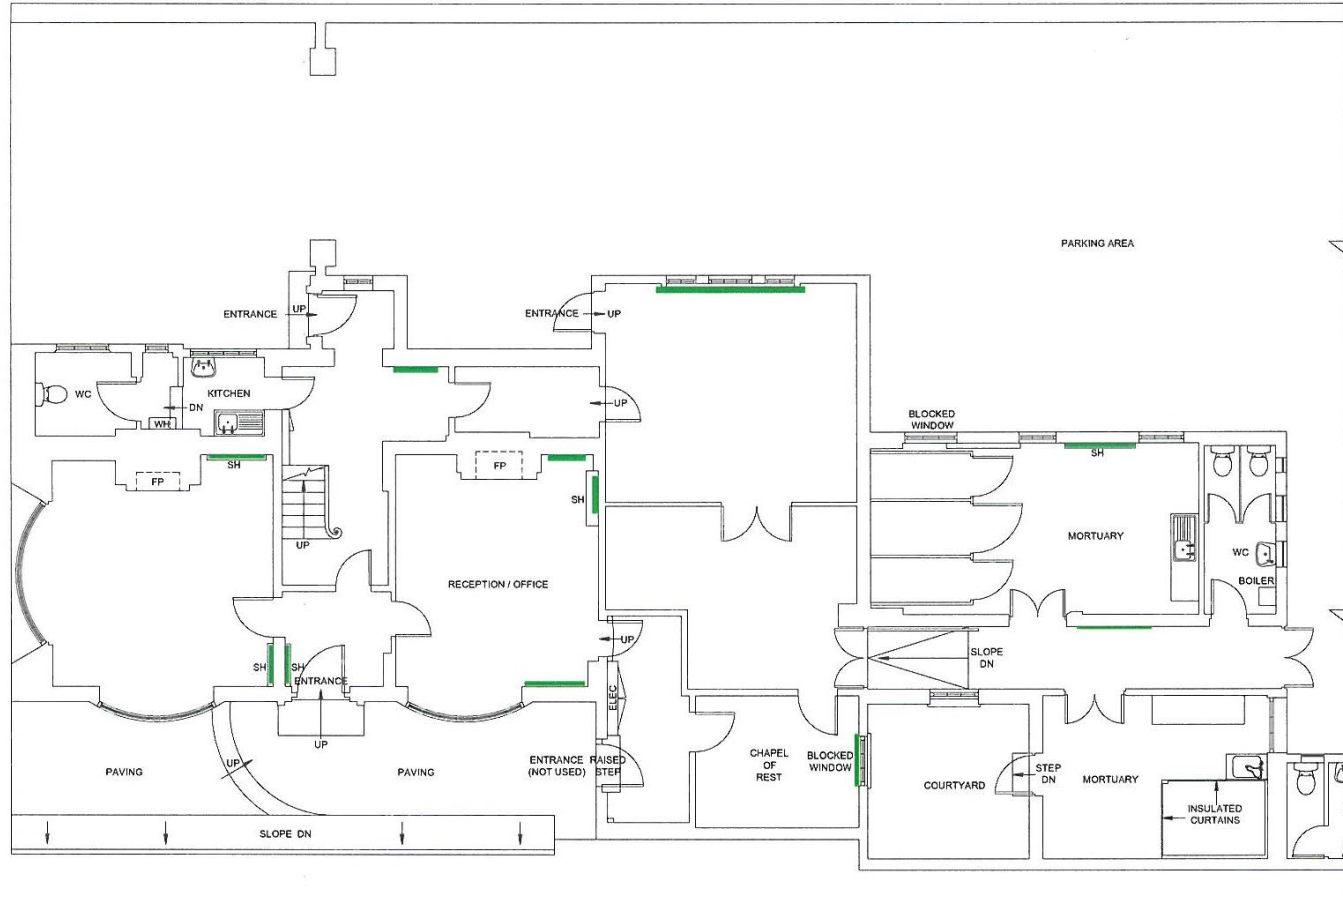 PARKING AREA
ENTRANCE
UP
ENTRANCE
UP
WC
DN
KITCHEN
WH
UP
BLOCKED
WINDOW
SH
SH
FP
FP
SH
UP
MORTUARY
WC
BOILER
RECEPTION / OFFICE
UP
SLOPE
DN
SH
SH
ENTRANCE
ELEC
UP
UP
PAVING
PAVING
ENTRANCE
(NOT USED)
RAISED
STEP
CHAPEL
OF
REST
BLOCKED
WINDOW
COURTYARD
STEP
DN
MORTUARY
INSULATED
CURTAINS
SLOPE DN